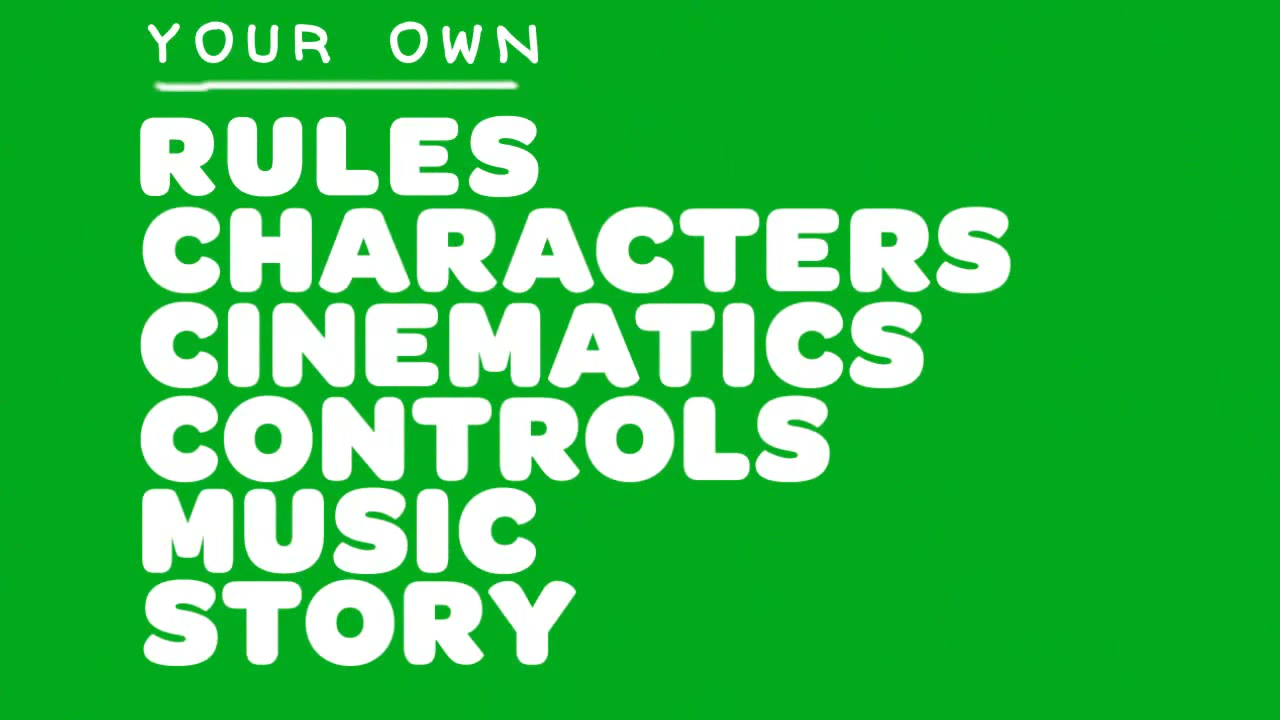 YOUR OWN
RULES
CHARACTERS
CINEMATICS
CONTROLS
MUSIC
STORY